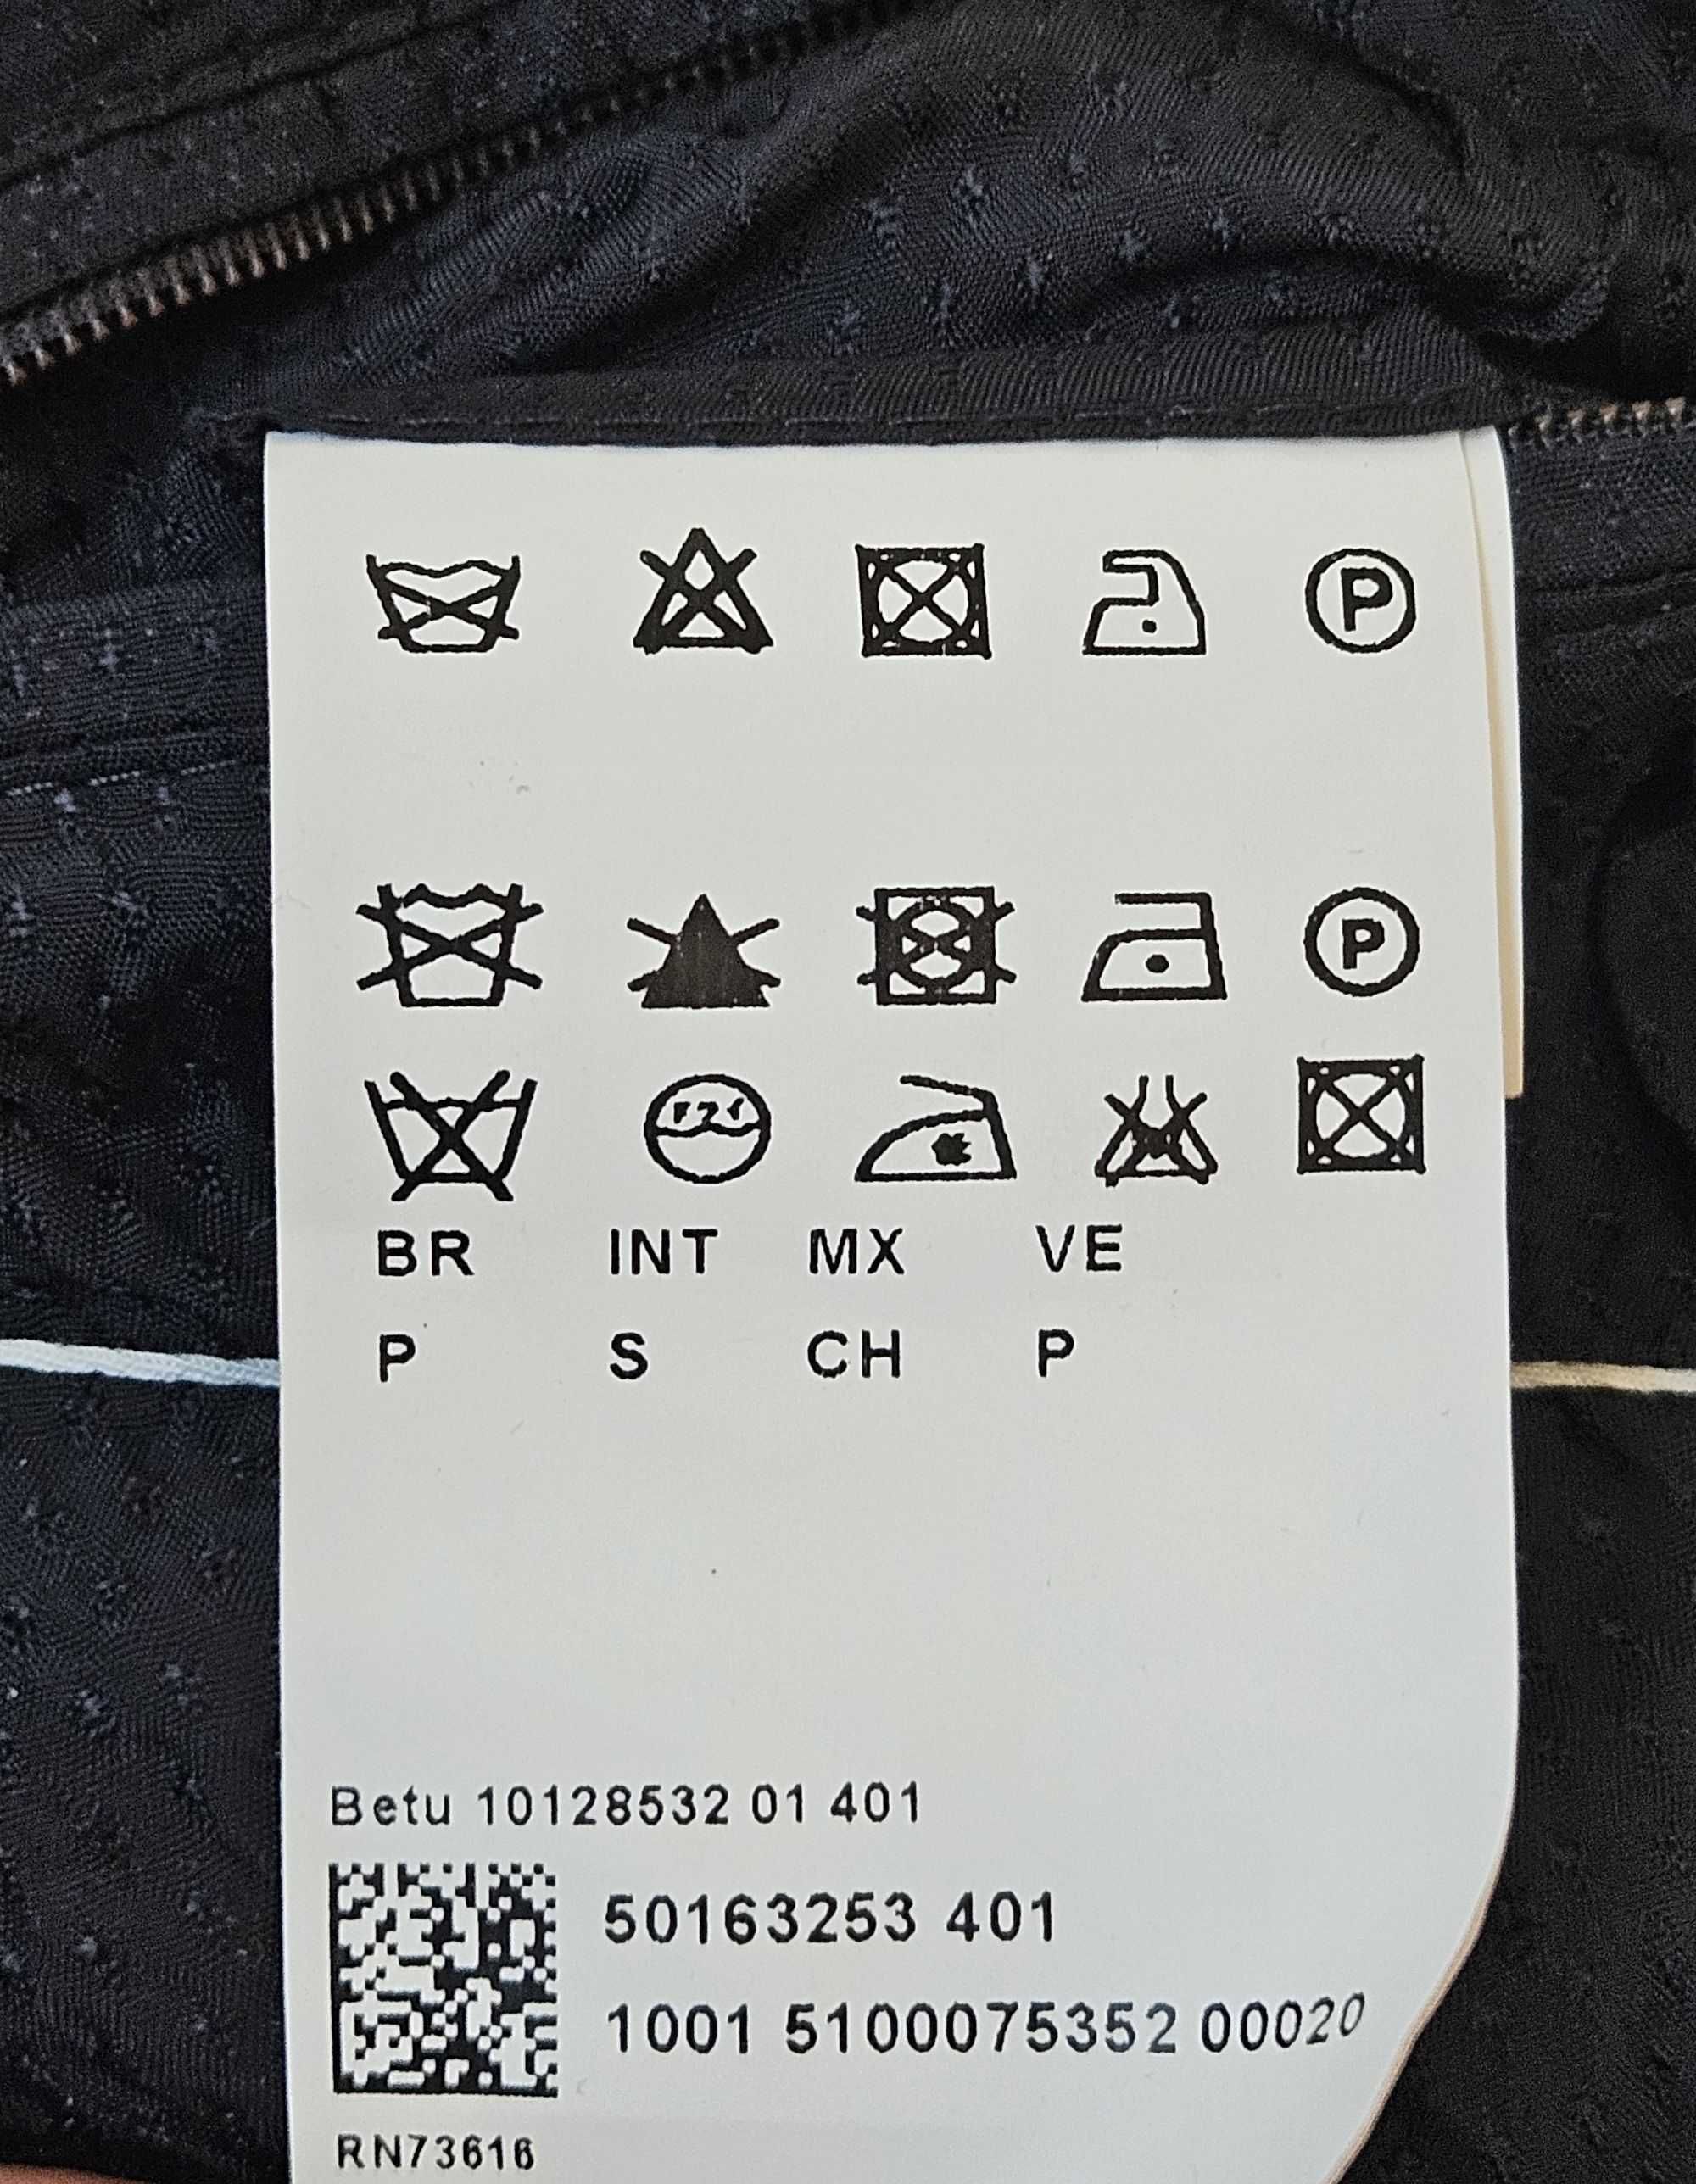 P
P
BR INT MX VE
P S CH P
Betu 10128532 01 401
50163253 401
1001 5100075352 00020
RN73616